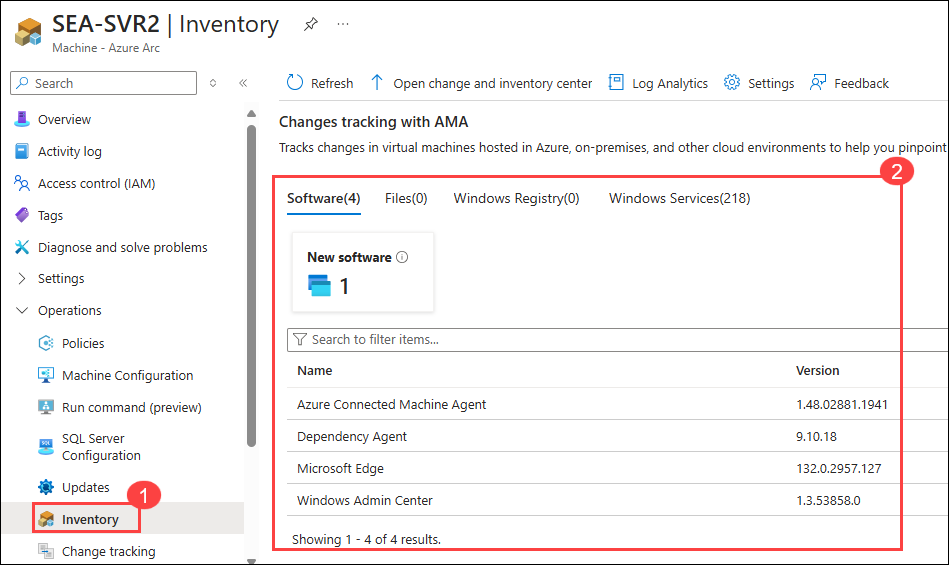 SEA-SVR2 | Inventory
Machine - Azure Arc
Search
Refresh
Open change and inventory center
Log Analytics
Settings
Feedback
Overview
Activity log
Access control (IAM)
Tags
Diagnose and solve problems
Settings
Operations
Policies
Machine Configuration
Run command (preview)
SQL Server
Configuration
Updates
1
Inventory
Change tracking
Changes tracking with AMA
Tracks changes in virtual machines hosted in Azure, on-premises, and other cloud environments to help you pinpoint
2
Software(4) Files(0) Windows Registry(0) Windows Services(218)
New software
1
Search to filter items...
Name Version
Azure Connected Machine Agent 1.48.02881.1941
Dependency Agent 9.10.18
Microsoft Edge 132.0.2957.127
Windows Admin Center 1.3.53858.0
Showing 1 - 4 of 4 results.